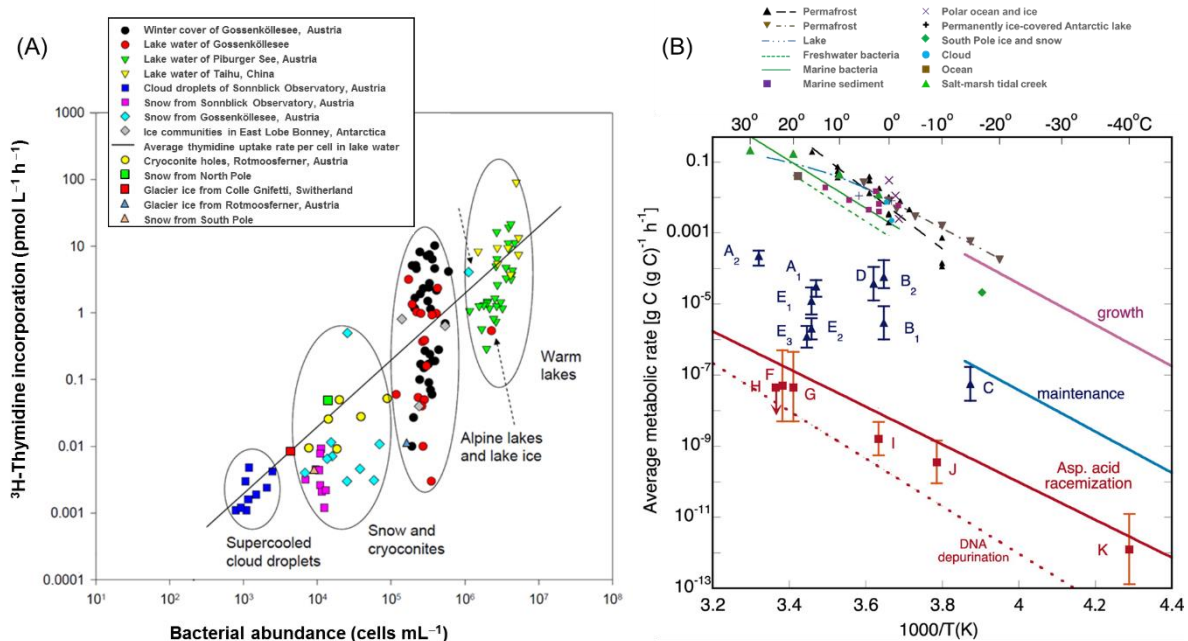 (A)
Winter cover of Gossenköllesee, Austria
Lake water of Gossenköllesee
Lake water of Piburger See, Austria
Lake water of Taihu, China
Cloud droplets of Sonnblick Observatory, Austria
Snow from Sonnblick Observatory, Austria
Snow from Gossenköllesee, Austria
Ice communities in East Lobe Bonney, Antarctica
Average thymidine uptake rate per cell in lake water
Cryoconite holes, Rotmoosferner, Austria
Snow from North Pole
Glacier ice from Colle Gnifetti, Switherland
Glacier ice from Rotmoosferner, Austria
Snow from South Pole
³H-Thymidine incorporation (pmol L⁻¹ h⁻¹)
1000
100
10
1
0.1
0.01
0.001
0.0001
Warm
lakes
Alpine lakes
and lake ice
Snow and
cryoconites
Supercooled
cloud droplets
10¹ 10² 10³ 10⁴ 10⁵ 10⁶ 10⁷ 10⁸
Bacterial abundance (cells mL⁻¹)
(B)
Permafrost
Permafrost
Lake
Freshwater bacteria
Marine bacteria
Marine sediment
Polar ocean and ice
Permanently ice-covered Antarctic lake
South Pole ice and snow
Cloud
Ocean
Salt-marsh tidal creek
30° 20° 10° 0° -10° -20° -30° -40°C
Average metabolic rate [g C (g C)⁻¹ h⁻¹]
0.1
0.001
10⁻⁵
10⁻⁷
10⁻⁹
10⁻¹¹
10⁻¹³
A₂
A₁
D
B₂
E₁
E₃
E₂
B₁
growth
F
H
G
C
maintenance
I
J
Asp. acid
racemization
K
DNA
depurination
3.2 3.4 3.6 3.8 4 4.2 4.4
1000/T(K)